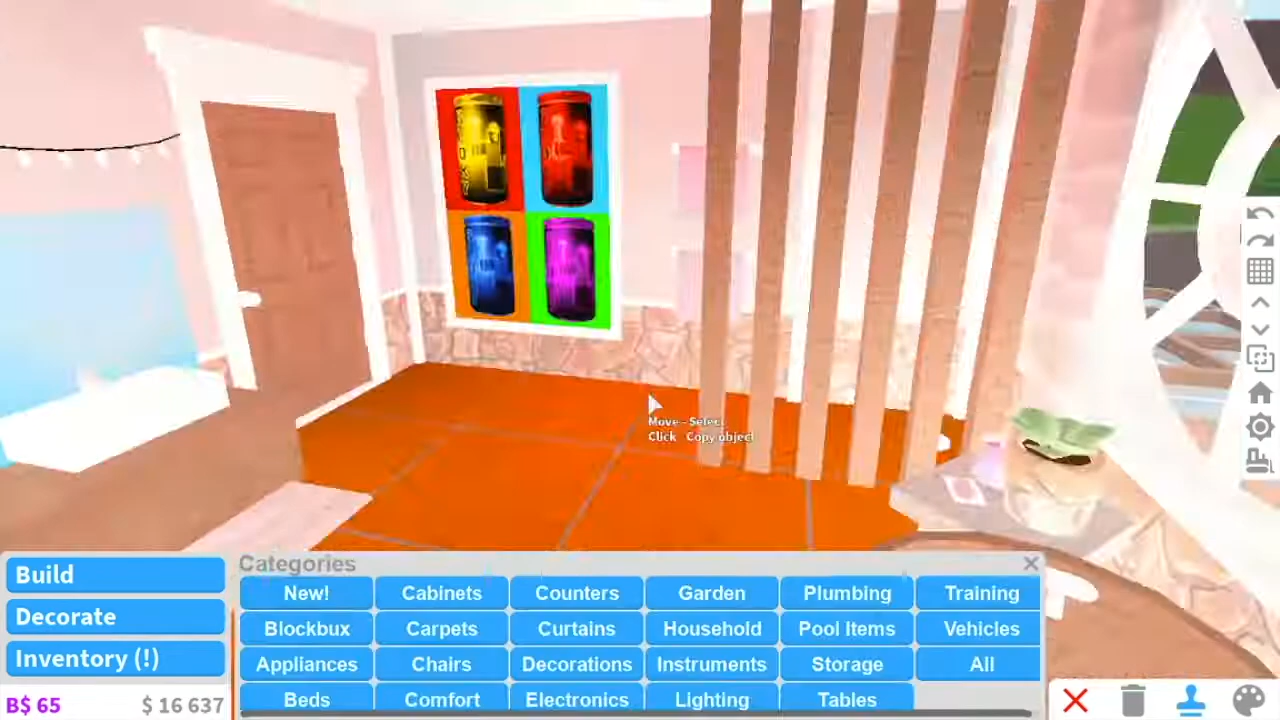 Move - Select
Click - Copy object
Categories
New! Cabinets Counters Garden Plumbing Training
Blockbux Carpets Curtains Household Pool Items Vehicles
Appliances Chairs Decorations Instruments Storage All
Beds Comfort Electronics Lighting Tables
Build
Decorate
Inventory (!)
B$ 65 $ 16 637